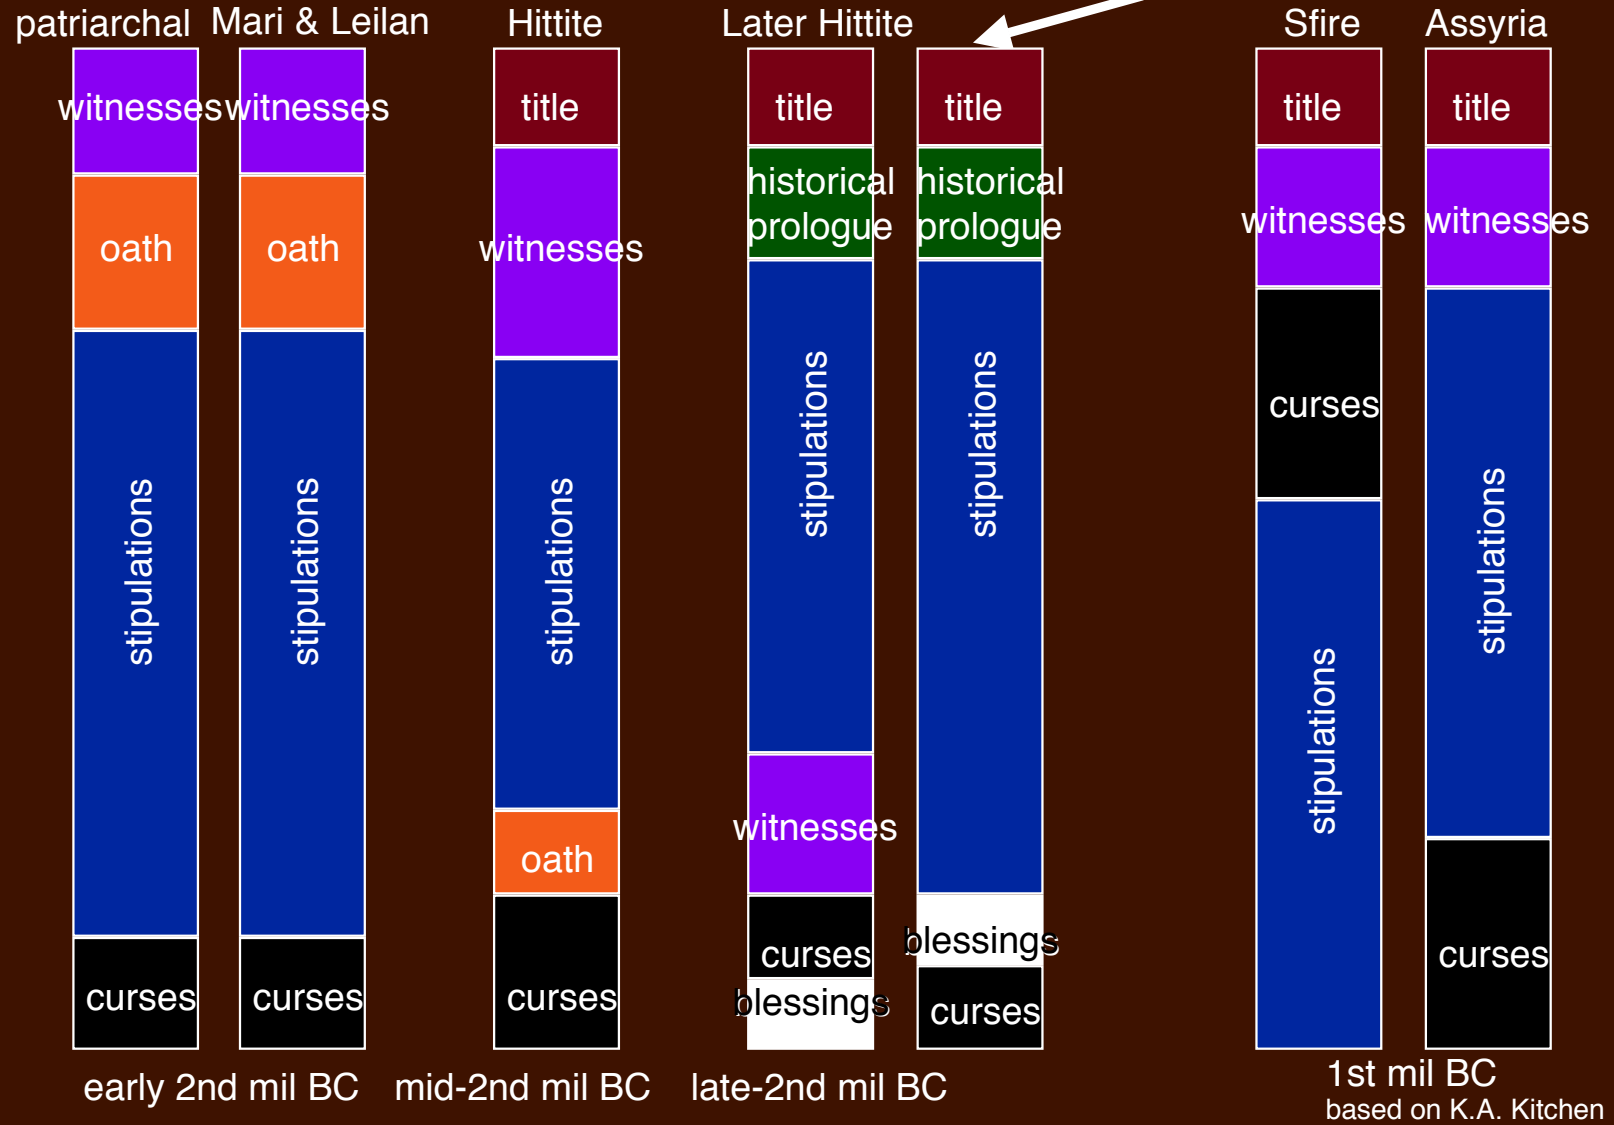 patriarchal
Mari & Leilan
Hittite
Later Hittite
Sfire
Assyria
witnesses
oath
stipulations
curses
witnesses
oath
stipulations
curses
title
witnesses
stipulations
oath
curses
title
historical
prologue
stipulations
witnesses
curses
blessings
title
historical
prologue
stipulations
blessings
curses
title
witnesses
curses
stipulations
title
witnesses
stipulations
curses
early 2nd mil BC
mid-2nd mil BC
late-2nd mil BC
1st mil BC
based on K.A. Kitchen